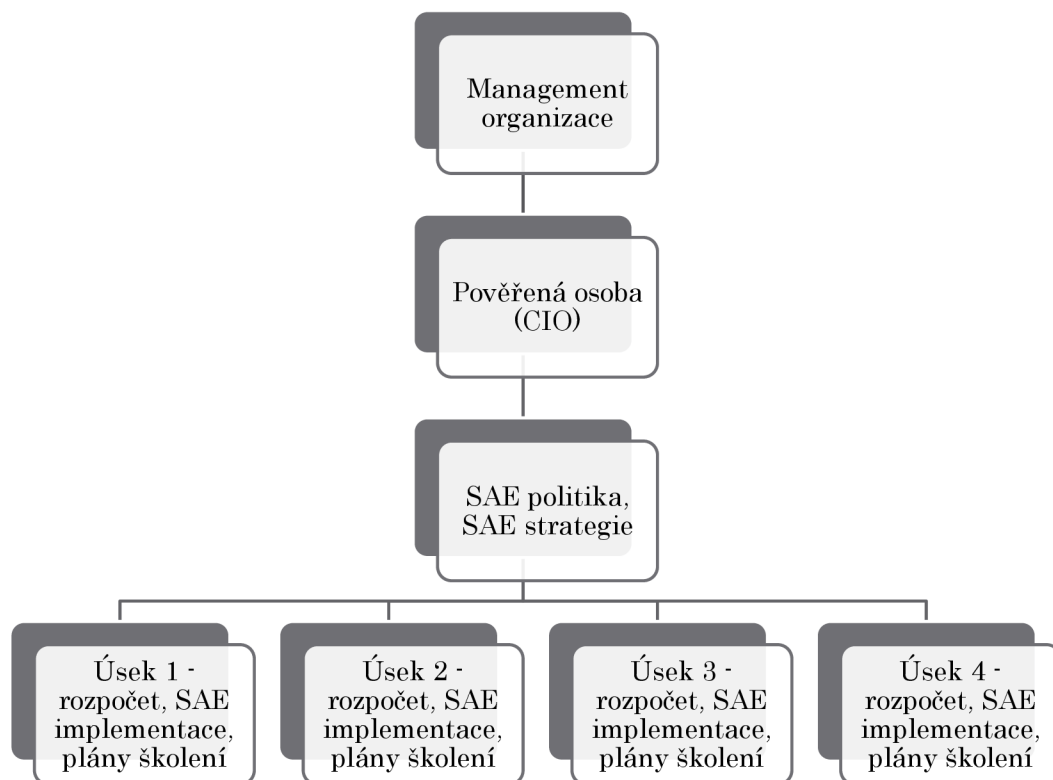 Management
organizace
Pověřená osoba
(CIO)
SAE politika,
SAE strategie
Úsek 1 -
rozpočet, SAE
implementace,
plány školení
Úsek 2 -
rozpočet, SAE
implementace,
plány školení
Úsek 3 -
rozpočet, SAE
implementace,
plány školení
Úsek 4 -
rozpočet, SAE
implementace,
plány školení